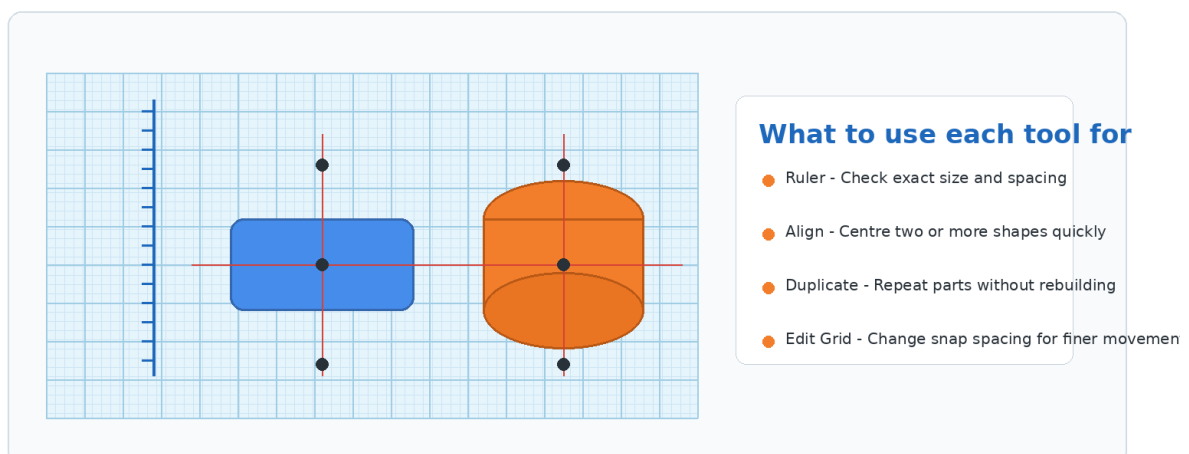 What to use each tool for
Ruler - Check exact size and spacing
Align - Centre two or more shapes quickly
Duplicate - Repeat parts without rebuilding
Edit Grid - Change snap spacing for finer movemen